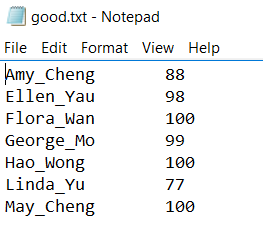 good.txt - Notepad
File Edit Format View Help
Amy_Cheng 88
Ellen_Yau 98
Flora_Wan 100
George_Mo 99
Hao_Wong 100
Linda_Yu 77
May_Cheng 100